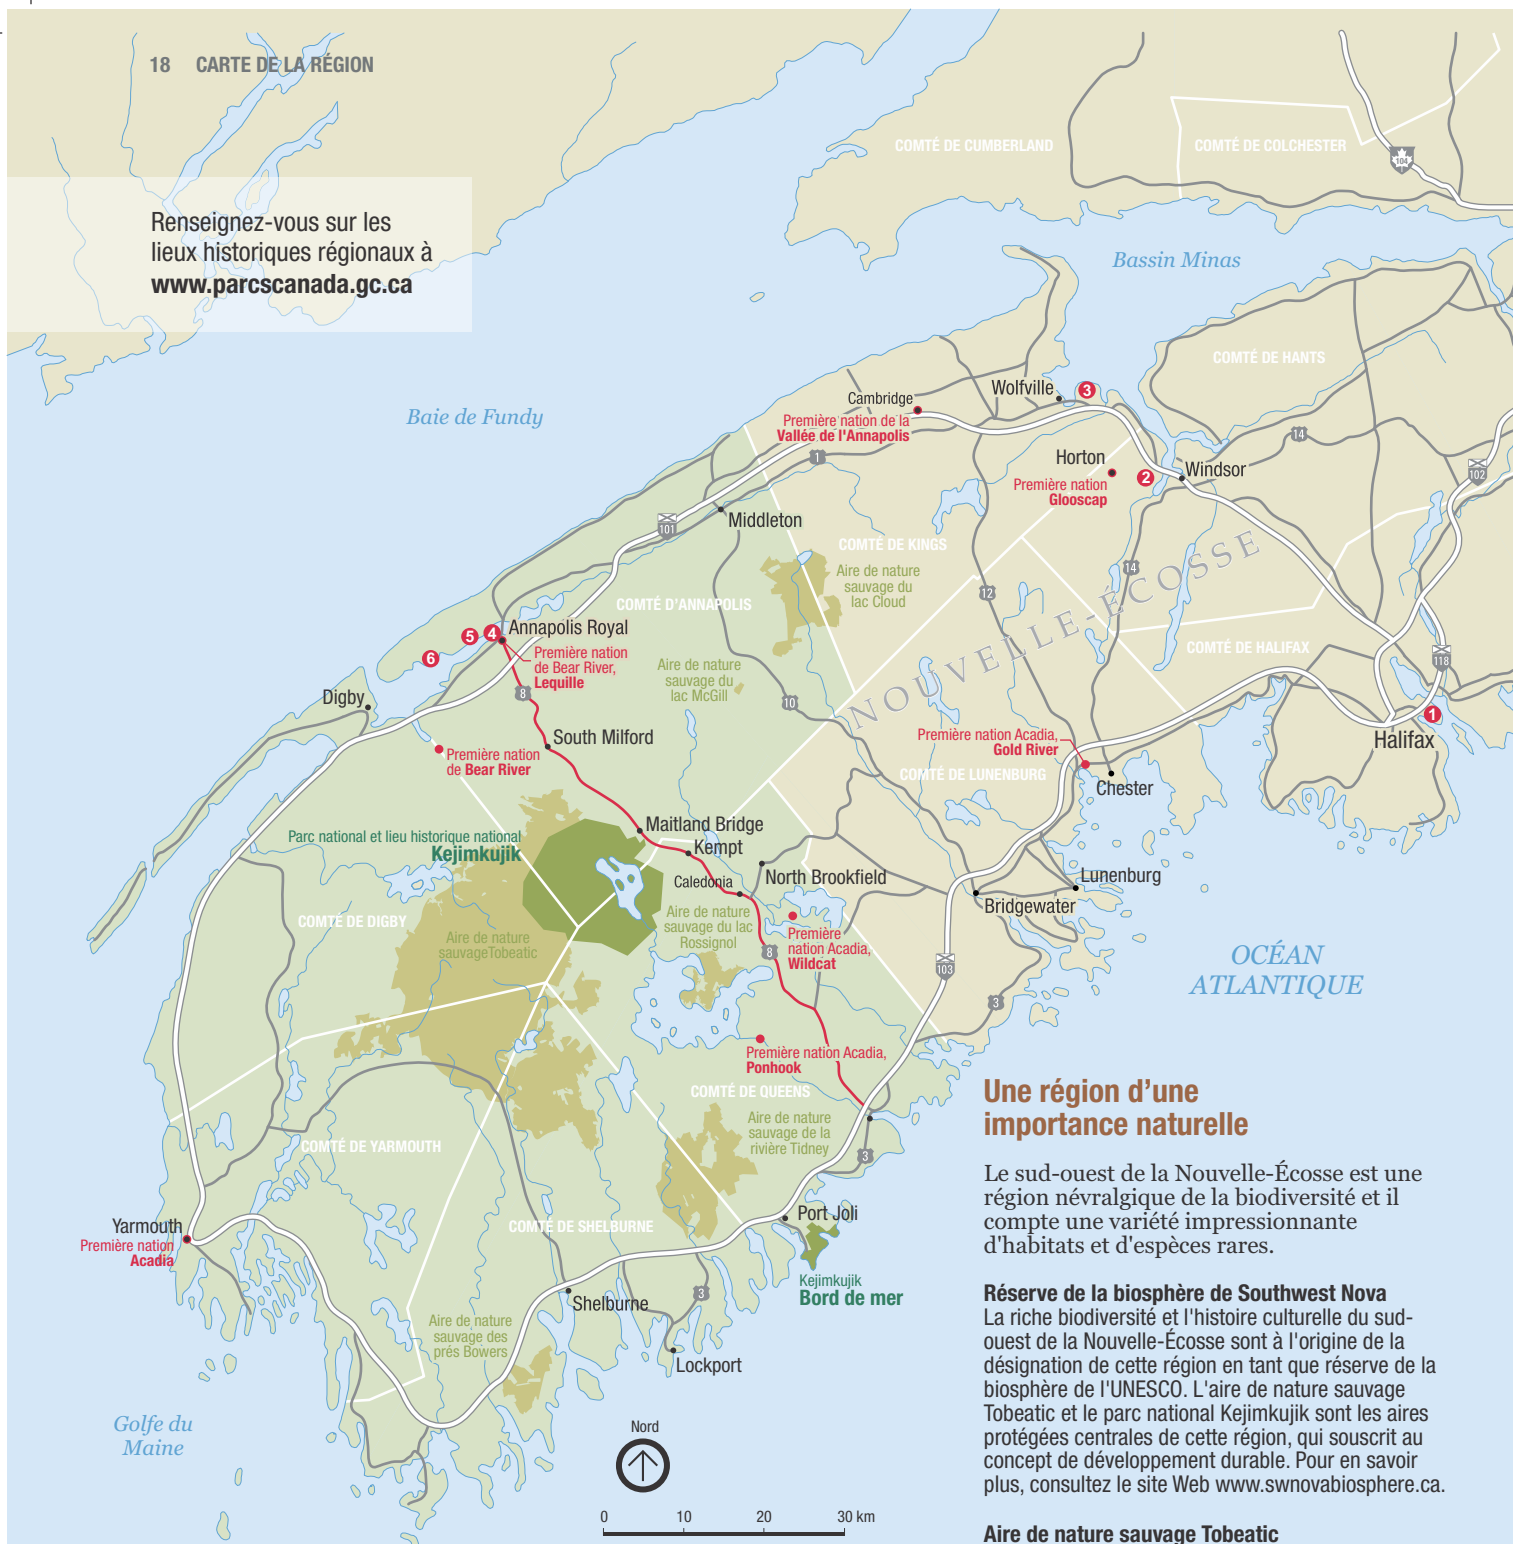 18 CARTE DE LA RÉGION
Renseignez-vous sur les
lieux historiques régionaux à
www.parcscanada.gc.ca
COMTÉ DE CUMBERLAND
COMTÉ DE COLCHESTER
104
Bassin Minas
COMTÉ DE HANTS
Baie de Fundy
Cambridge
Première nation de la
Vallée de l'Annapolis
Wolfville
3
1
14
Horton
Première nation
Glooscap
2
Windsor
102
101
Middleton
COMTÉ DE KINGS
Aire de nature
sauvage du
lac Cloud
12
14
NOUVELLE-ÉCOSSE
COMTÉ D'ANNAPOLIS
5
4
Annapolis Royal
6
Première nation
de Bear River,
Lequille
8
Aire de nature
sauvage du
lac McGill
10
COMTÉ DE HALIFAX
118
1
Halifax
Digby
South Milford
Première nation
de Bear River
Première nation Acadia,
Gold River
COMTÉ DE LUNENBURG
Chester
Parc national et lieu historique national
Kejimkujik
Maitland Bridge
Kempt
Caledonia
North Brookfield
Lunenburg
Bridgewater
COMTÉ DE DIGBY
Aire de nature
sauvageTobeatic
Aire de nature
sauvage du lac
Rossignol
Première
nation Acadia,
Wildcat
8
103
3
OCÉAN
ATLANTIQUE
Première nation Acadia,
Ponhook
COMTÉ DE QUEENS
Aire de nature
sauvage de la
rivière Tidney
3
COMTÉ DE YARMOUTH
Yarmouth
Première nation
Acadia
COMTÉ DE SHELBURNE
Port Joli
Kejimkujik
Bord de mer
3
Shelburne
Aire de nature
sauvage des
prés Bowers
Lockport
Golfe du
Maine
Nord
0 10 20 30 km
Une région d'une
importance naturelle
Le sud-ouest de la Nouvelle-Écosse est une
région névralgique de la biodiversité et il
compte une variété impressionnante
d'habitats et d'espèces rares.
Réserve de la biosphère de Southwest Nova
La riche biodiversité et l'histoire culturelle du sud-
ouest de la Nouvelle-Écosse sont à l'origine de la
désignation de cette région en tant que réserve de la
biosphère de l'UNESCO. L'aire de nature sauvage
Tobeatic et le parc national Kejimkujik sont les aires
protégées centrales de cette région, qui souscrit au
concept de développement durable. Pour en savoir
plus, consultez le site Web www.swnovabiosphere.ca.
Aire de nature sauvage Tobeatic